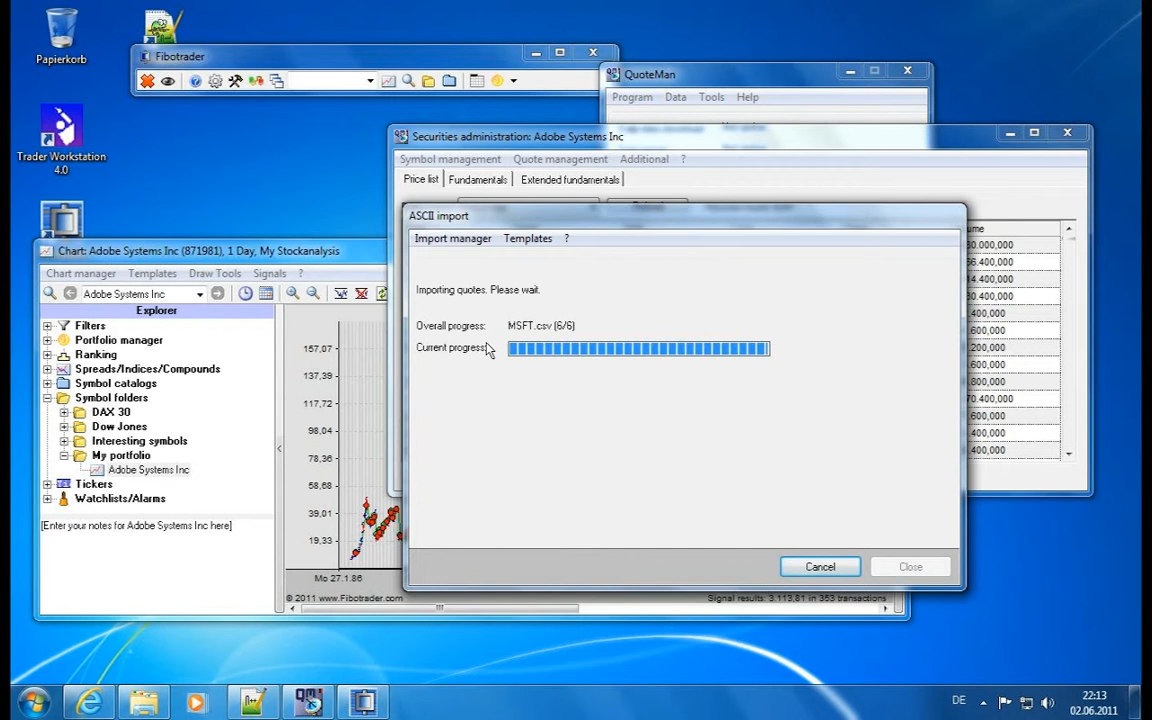 Papierkorb
Fibotrader
QuoteMan
Program Data Tools Help
Trader Workstation
4.0
Securities administration: Adobe Systems Inc
Symbol management Quote management Additional ?
Price list Fundamentals Extended fundamentals
ASCII import
Import manager Templates ?
Importing quotes. Please wait.
Overall progress: MSFT.csv (6/6)
Current progress:
Cancel Close
ume
60.000,000
66.400,000
14.400,000
60.400,000
.400,000
.400,000
.200,000
.600,000
.800,000
70.400,000
.600,000
.400,000
.400,000
Chart: Adobe Systems Inc (871981), 1 Day, My Stockanalysis
Chart manager Templates Draw Tools Signals ?
Adobe Systems Inc
Explorer
Filters
Portfolio manager
Ranking
Spreads/Indices/Compounds
Symbol catalogs
Symbol folders
DAX 30
Dow Jones
Interesting symbols
My portfolio
Adobe Systems Inc
Tickers
Watchlists/Alarms
[Enter your notes for Adobe Systems Inc here]
157,07
137,39
117,72
98,04
78,36
58,68
39,01
19,33
Mo 27.1.86
© 2011 www.Fibotrader.com
Signal results: 3.113,81 in 353 transactions
DE
22:13
02.06.2011